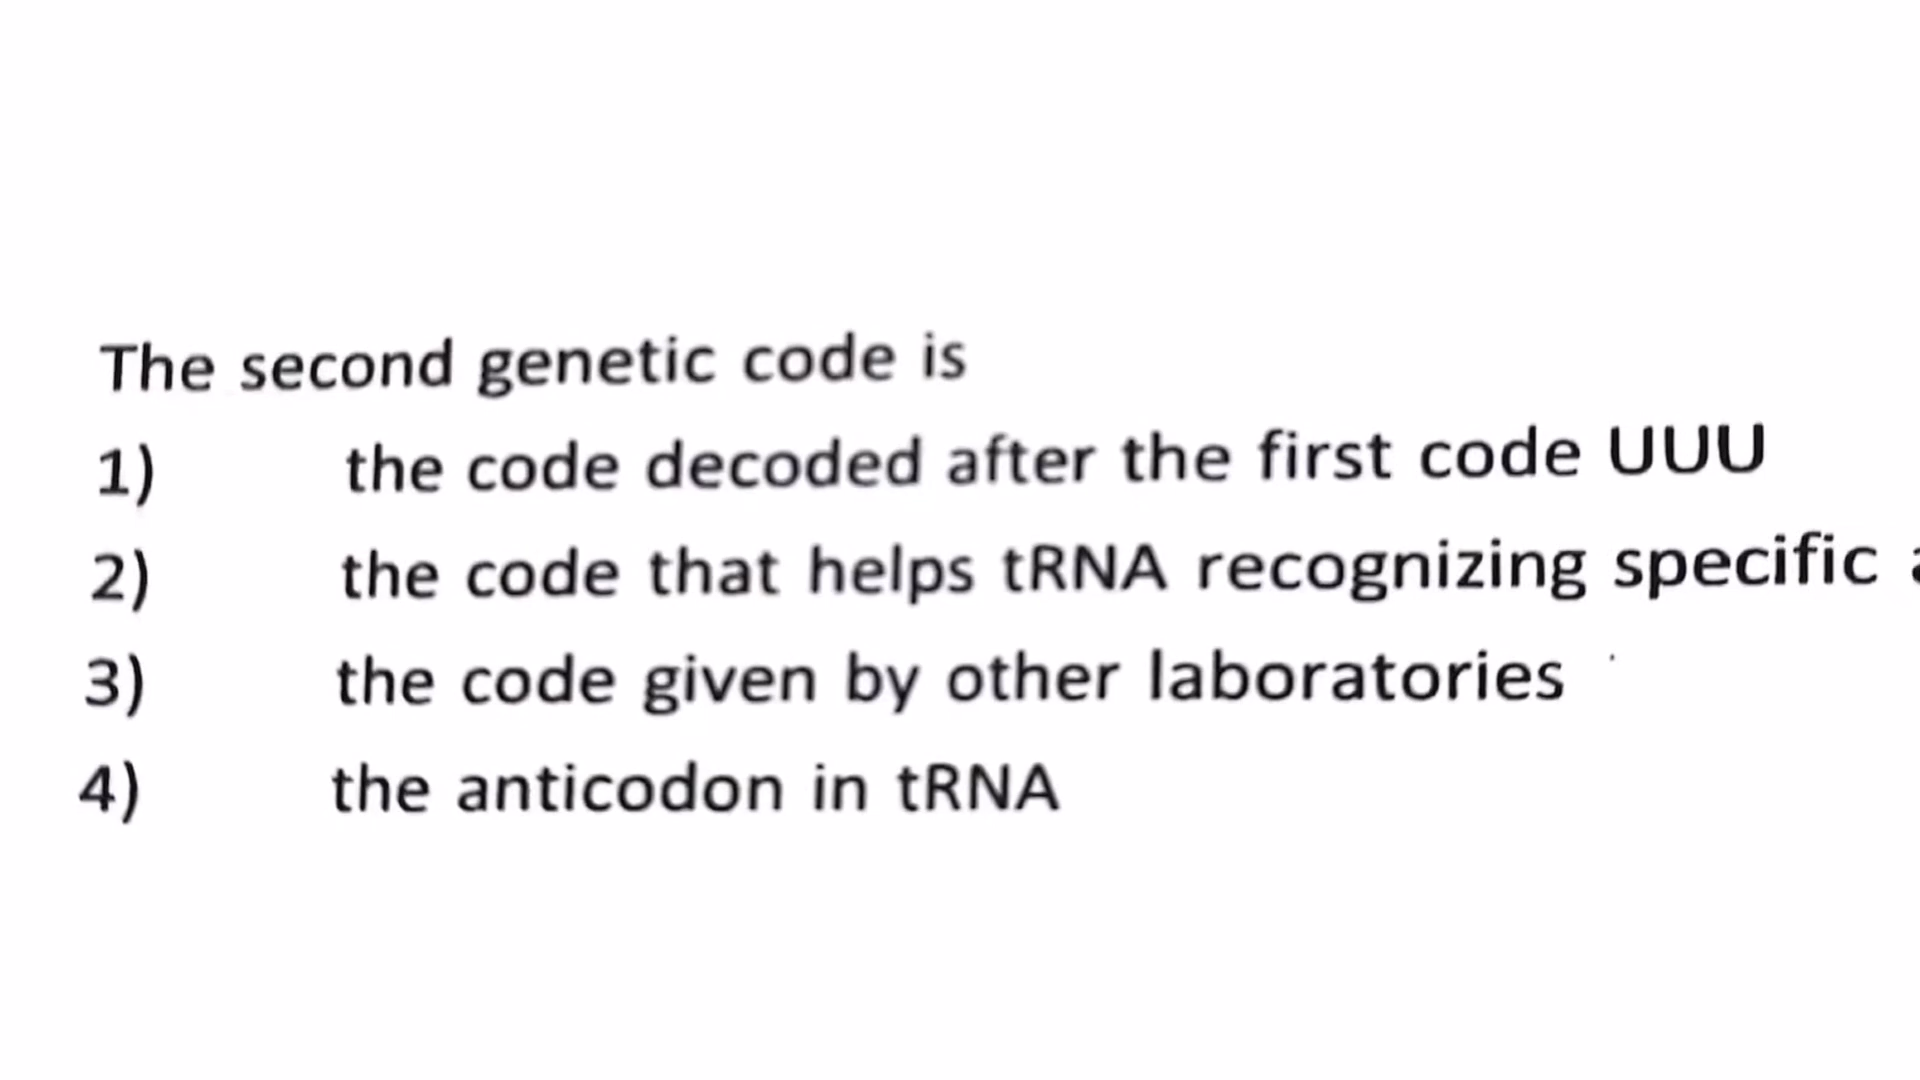 The second genetic code is
1) the code decoded after the first code UUU
2) the code that helps tRNA recognizing specific
3) the code given by other laboratories
4) the anticodon in tRNA